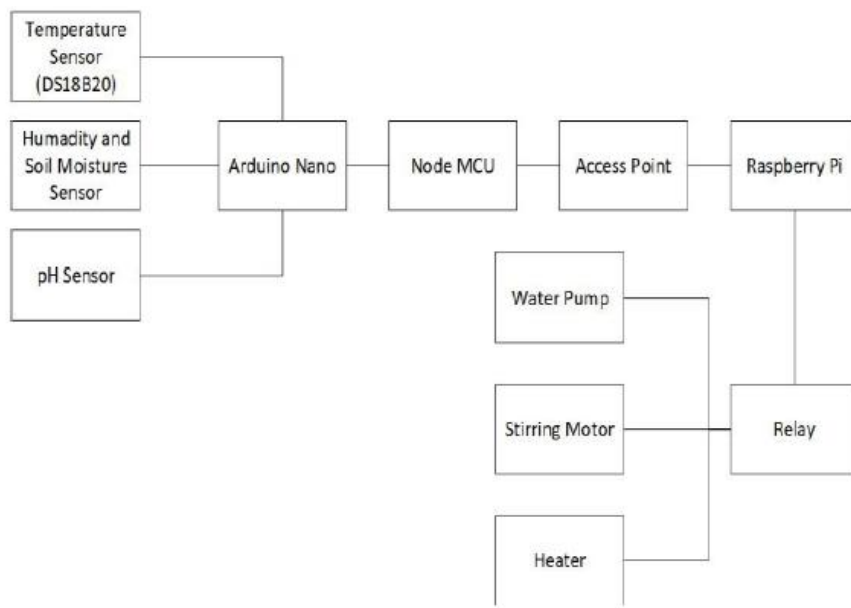 Temperature
Sensor
(DS18B20)
Humadity and
Soil Moisture
Sensor
Arduino Nano
Node MCU
Access Point
Raspberry Pi
pH Sensor
Water Pump
Stirring Motor
Relay
Heater